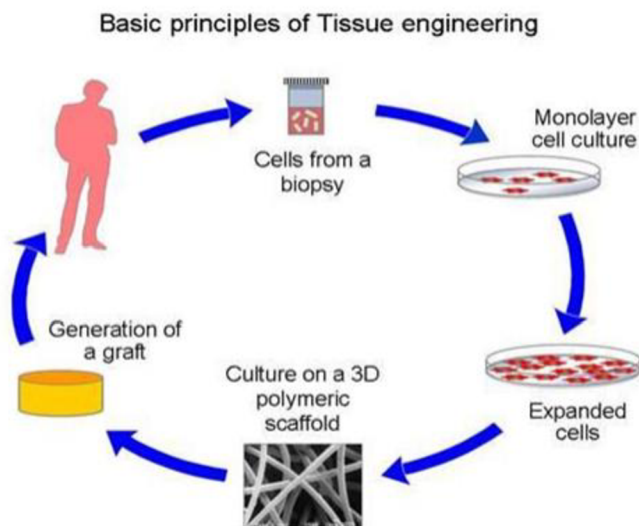 Basic principles of Tissue engineering
Cells from a
biopsy
Monolayer
cell culture
Expanded
cells
Culture on a 3D
polymeric
scaffold
Generation of
a graft